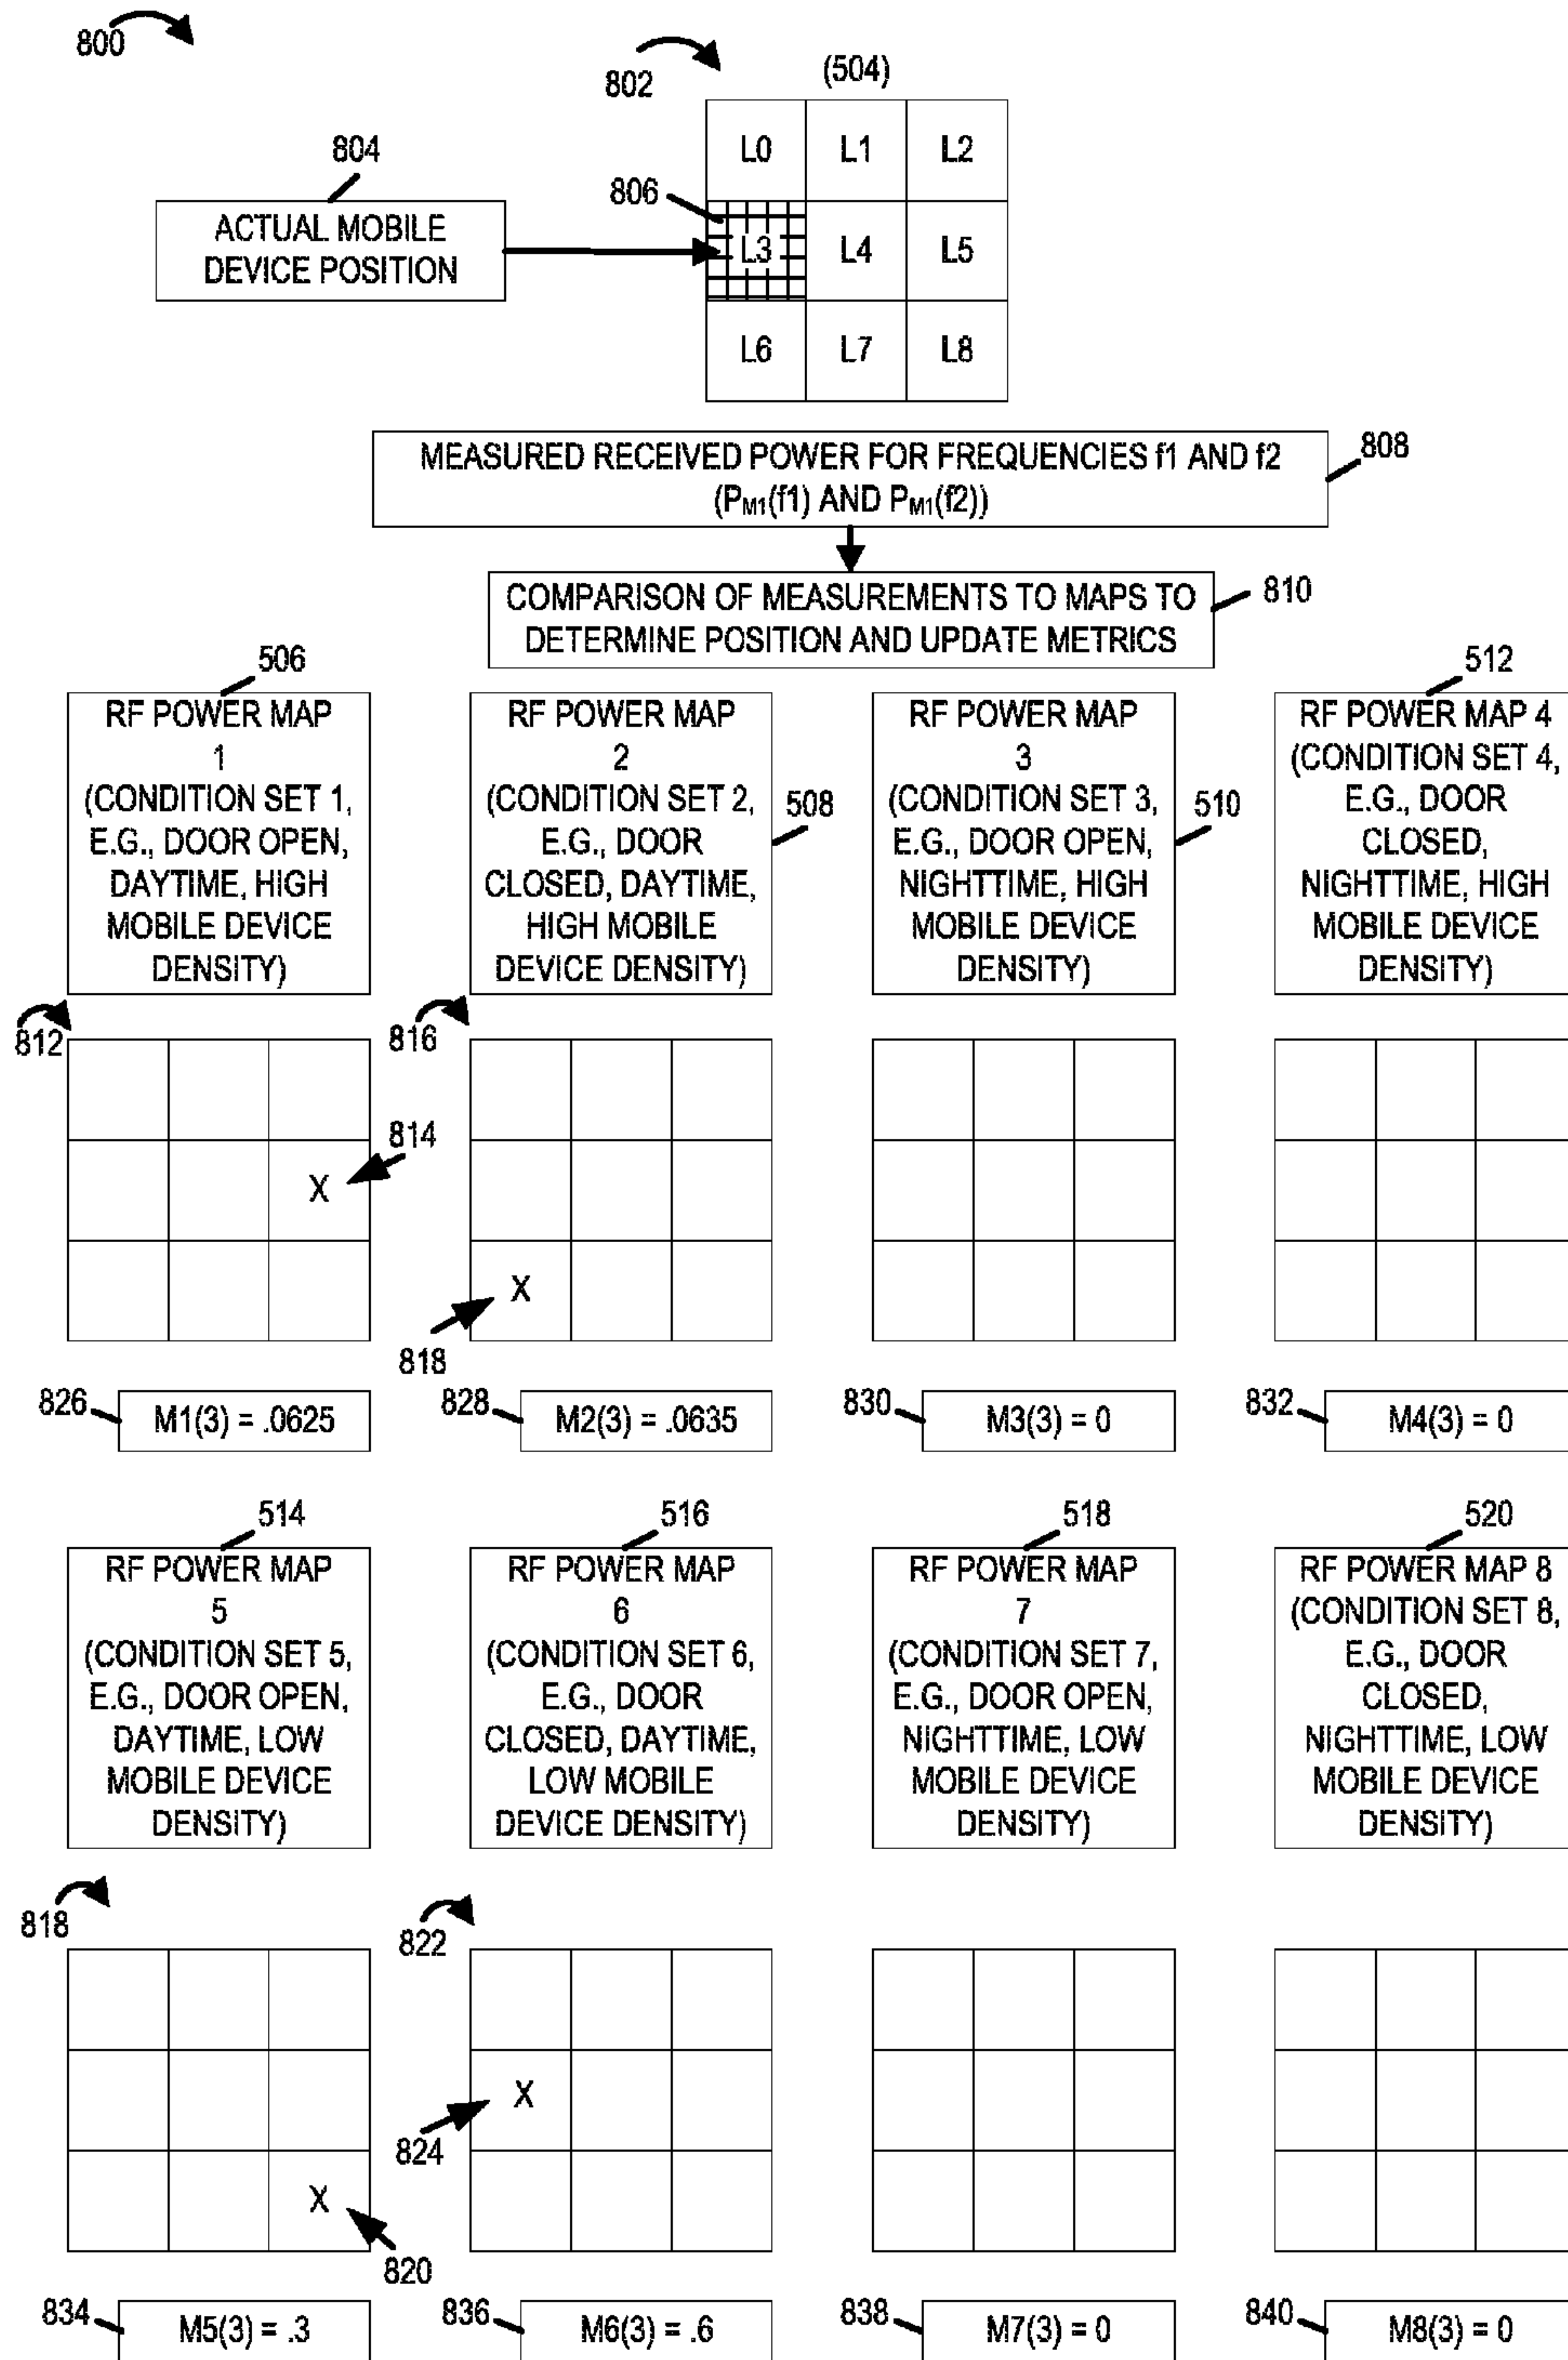 800
802
(504)
L0 L1 L2
804
806
ACTUAL MOBILE
DEVICE POSITION
L3 L4 L5
L6 L7 L8
MEASURED RECEIVED POWER FOR FREQUENCIES f1 AND f2
(PM1(f1) AND PM1(f2))
808
COMPARISON OF MEASUREMENTS TO MAPS TO
DETERMINE POSITION AND UPDATE METRICS
810
506
RF POWER MAP
1
(CONDITION SET 1,
E.G., DOOR OPEN,
DAYTIME, HIGH
MOBILE DEVICE
DENSITY)
RF POWER MAP
2
(CONDITION SET 2,
E.G., DOOR
CLOSED, DAYTIME,
HIGH MOBILE
DEVICE DENSITY)
508
RF POWER MAP
3
(CONDITION SET 3,
E.G., DOOR OPEN,
NIGHTTIME, HIGH
MOBILE DEVICE
DENSITY)
510
512
RF POWER MAP 4
(CONDITION SET 4,
E.G., DOOR
CLOSED,
NIGHTTIME, HIGH
MOBILE DEVICE
DENSITY)
812
816
814
X
X
818
826
M1(3) = .0625
828
M2(3) = .0635
830
M3(3) = 0
832
M4(3) = 0
514
RF POWER MAP
5
(CONDITION SET 5,
E.G., DOOR OPEN,
DAYTIME, LOW
MOBILE DEVICE
DENSITY)
516
RF POWER MAP
6
(CONDITION SET 6,
E.G., DOOR
CLOSED, DAYTIME,
LOW MOBILE
DEVICE DENSITY)
518
RF POWER MAP
7
(CONDITION SET 7,
E.G., DOOR OPEN,
NIGHTTIME, LOW
MOBILE DEVICE
DENSITY)
520
RF POWER MAP 8
(CONDITION SET 8,
E.G., DOOR
CLOSED,
NIGHTTIME, LOW
MOBILE DEVICE
DENSITY)
818
822
X
824
X
820
834
M5(3) = .3
836
M6(3) = .6
838
M7(3) = 0
840
M8(3) = 0